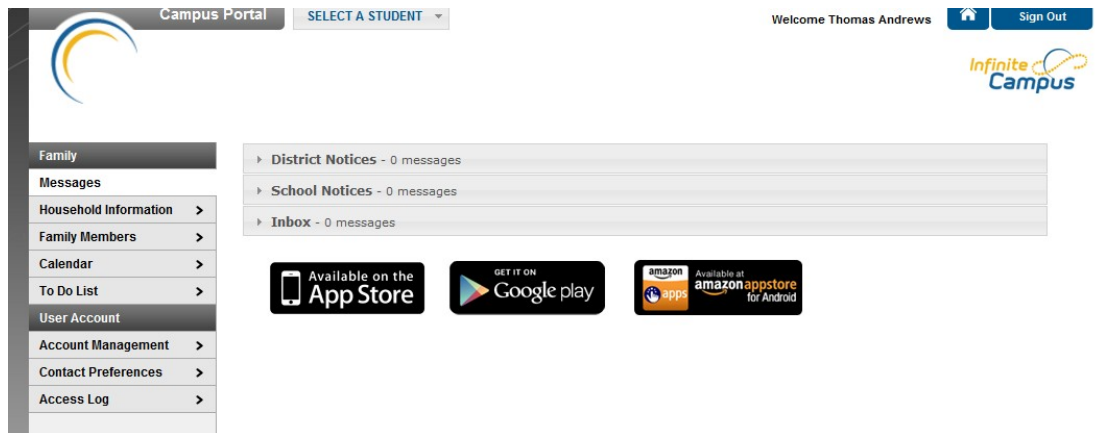 Campus Portal
SELECT A STUDENT
Welcome Thomas Andrews
Sign Out
Infinite
Campus
Family
Messages
Household Information
Family Members
Calendar
To Do List
User Account
Account Management
Contact Preferences
Access Log
District Notices - 0 messages
School Notices - 0 messages
Inbox - 0 messages
Available on the
App Store
GET IT ON
Google play
amazon
apps
Available at
amazon appstore
for Android